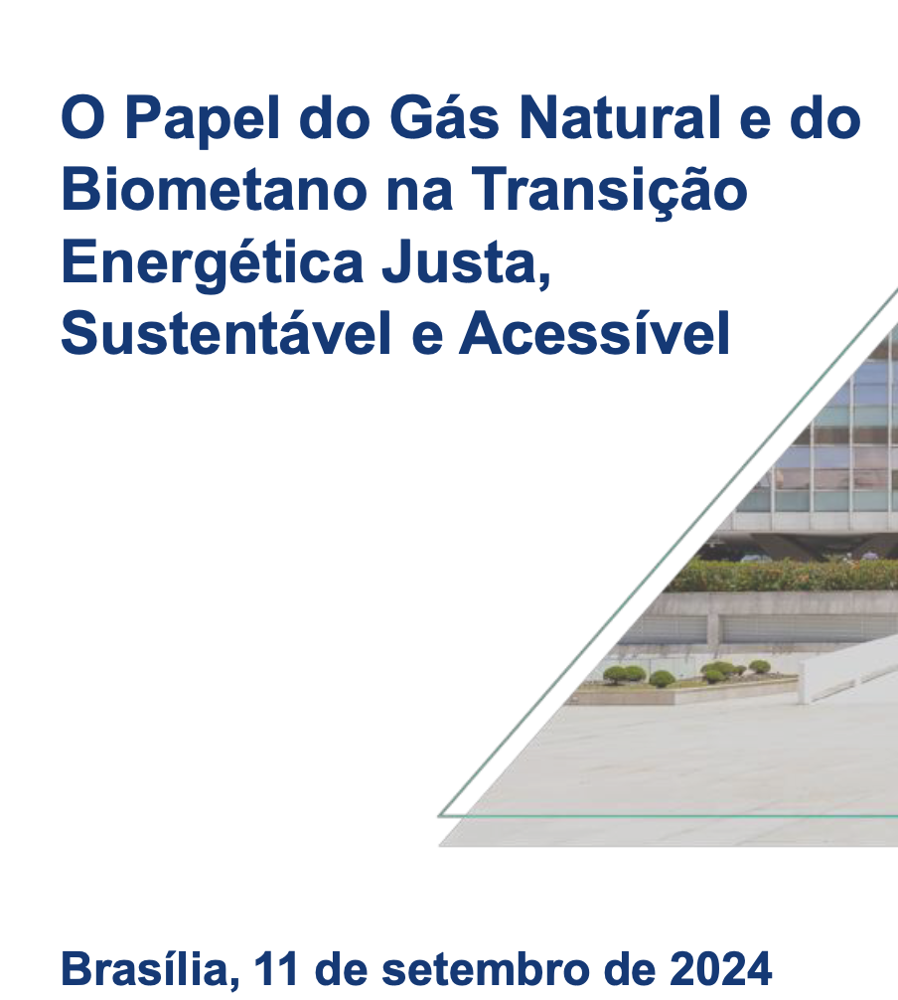 O Papel do Gás Natural e do
Biometano na Transição
Energética Justa,
Sustentável e Acessível
Brasília, 11 de setembro de 2024